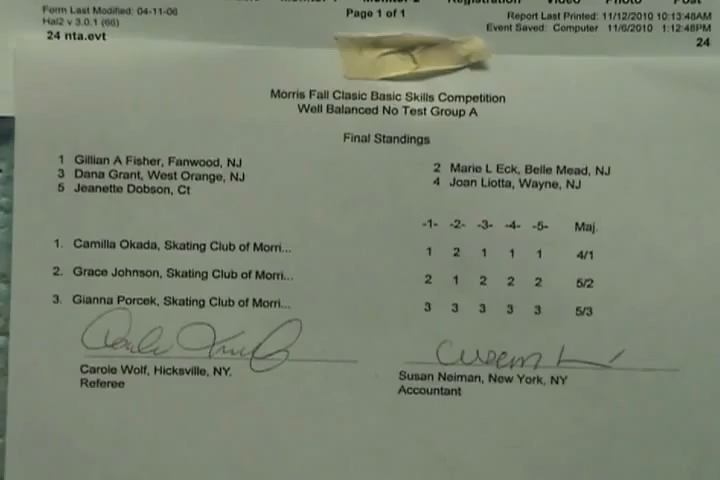 Registration Video Photo Post
Form Last Modified: 04-11-06
Hal2 v 3.0.1 (66)
24 nta.evt
Page 1 of 1
Report Last Printed: 11/12/2010 10:13:48AM
Event Saved: Computer 11/6/2010 1:12:48PM
24
Morris Fall Clasic Basic Skills Competition
Well Balanced No Test Group A
Final Standings
1 Gillian A Fisher, Fanwood, NJ 2 Marie L Eck, Belle Mead, NJ
3 Dana Grant, West Orange, NJ 4 Joan Liotta, Wayne, NJ
5 Jeanette Dobson, Ct
-1- -2- -3- -4- -5- Maj.
1. Camilla Okada, Skating Club of Morri... 1 2 1 1 1 4/1
2. Grace Johnson, Skating Club of Morri... 2 1 2 2 2 5/2
3. Gianna Porcek, Skating Club of Morri... 3 3 3 3 3 5/3
Carole Wolf, Hicksville, NY.
Referee
Susan Neiman, New York, NY
Accountant